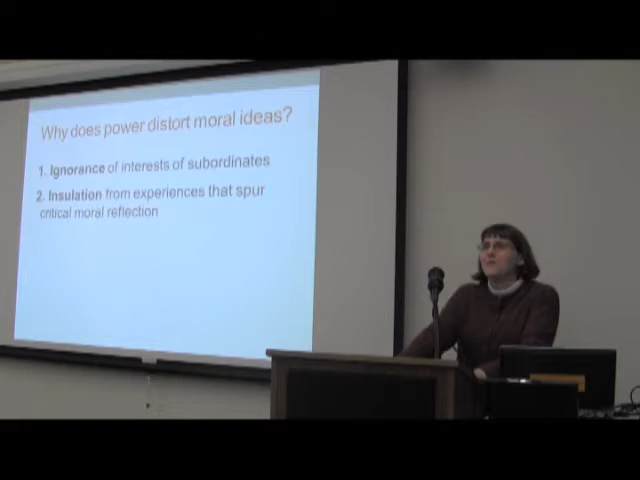 Why does power distort moral ideas?
1. Ignorance of interests of subordinates
2. Insulation from experiences that spur
critical moral reflection